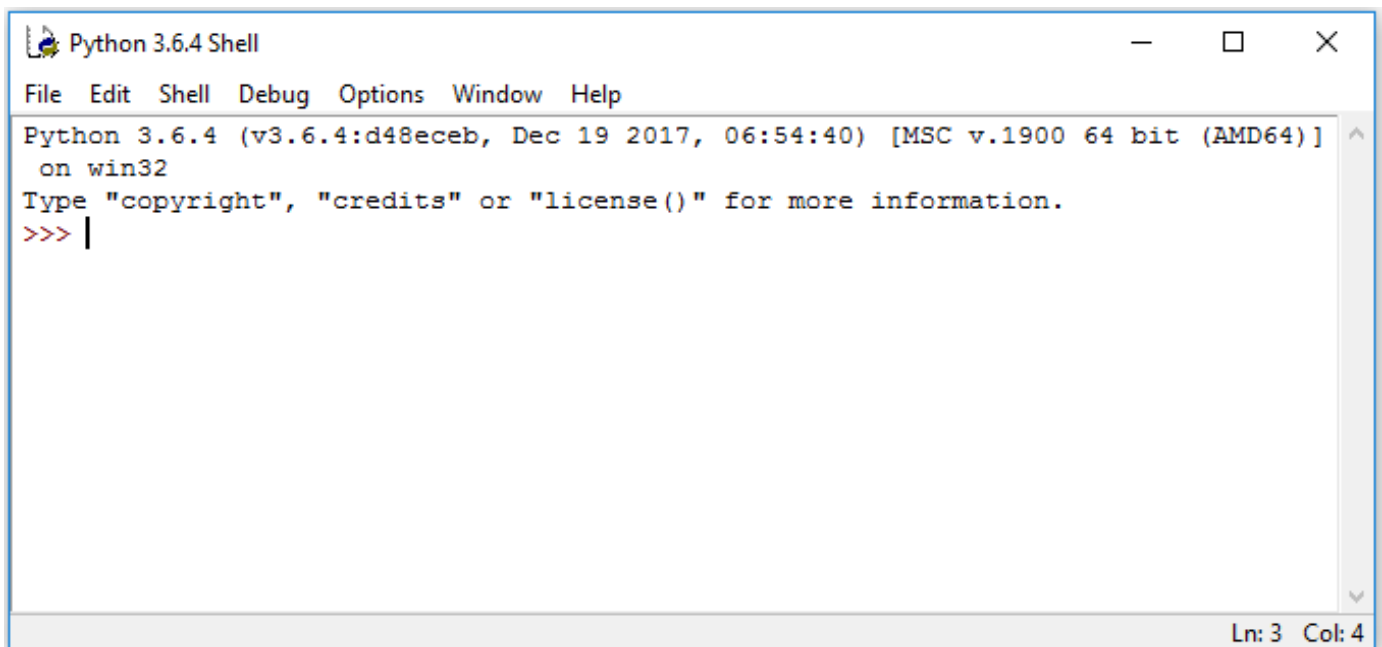 Python 3.6.4 Shell
File Edit Shell Debug Options Window Help
Python 3.6.4 (v3.6.4:d48eceb, Dec 19 2017, 06:54:40) [MSC v.1900 64 bit (AMD64)]
 on win32
Type "copyright", "credits" or "license()" for more information.
>>>
Ln: 3 Col: 4